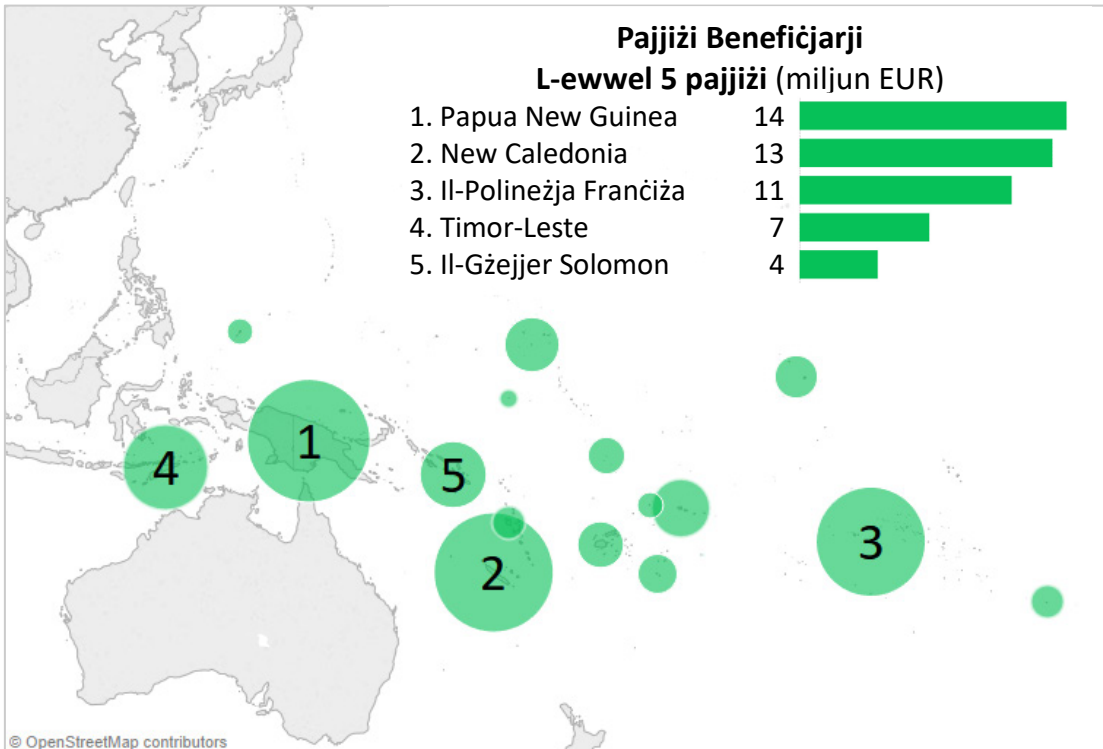 Pajjiżi Benefiċjarji
L-ewwel 5 pajjiżi (miljun EUR)
1. Papua New Guinea 14
2. New Caledonia 13
3. Il-Polineżja Franċiża 11
4. Timor-Leste 7
5. Il-Gżejjer Solomon 4
1
4
5
2
3
© OpenStreetMap contributors